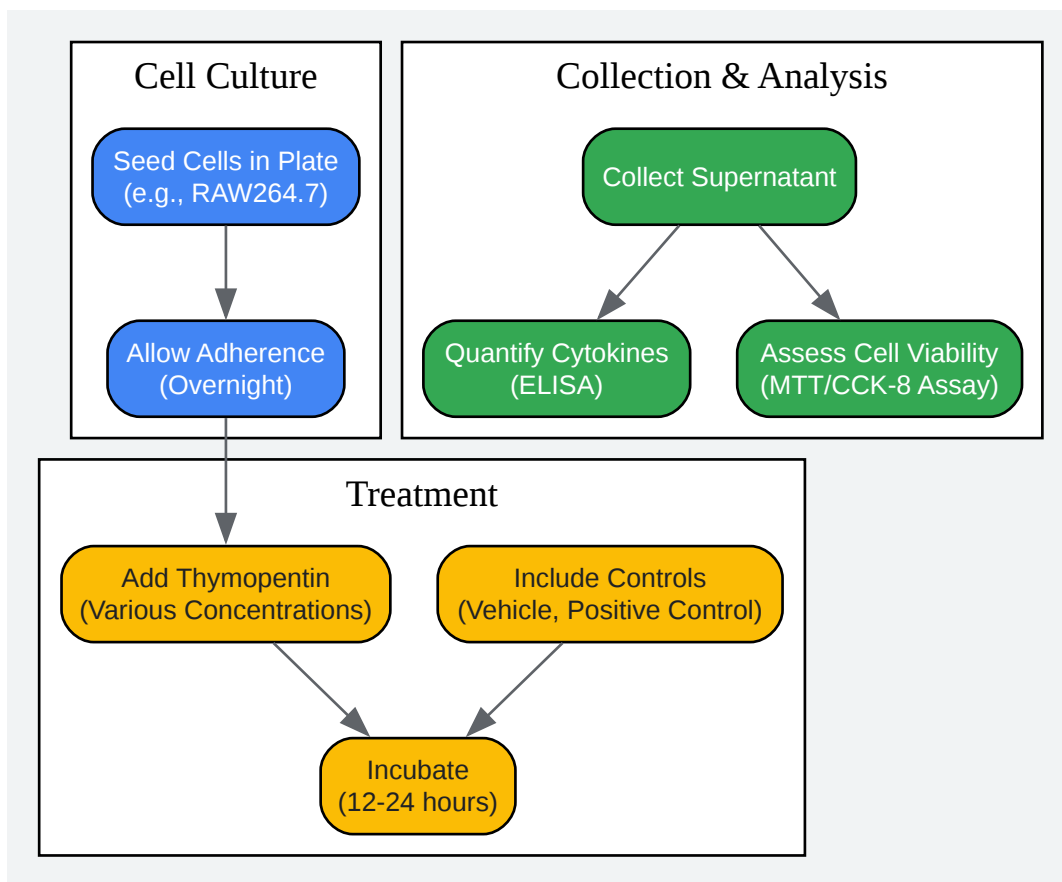 Cell Culture
Seed Cells in Plate
(e.g., RAW264.7)
Allow Adherence
(Overnight)
Collection & Analysis
Collect Supernatant
Quantify Cytokines
(ELISA)
Assess Cell Viability
(MTT/CCK-8 Assay)
Treatment
Add Thymopentin
(Various Concentrations)
Include Controls
(Vehicle, Positive Control)
Incubate
(12-24 hours)